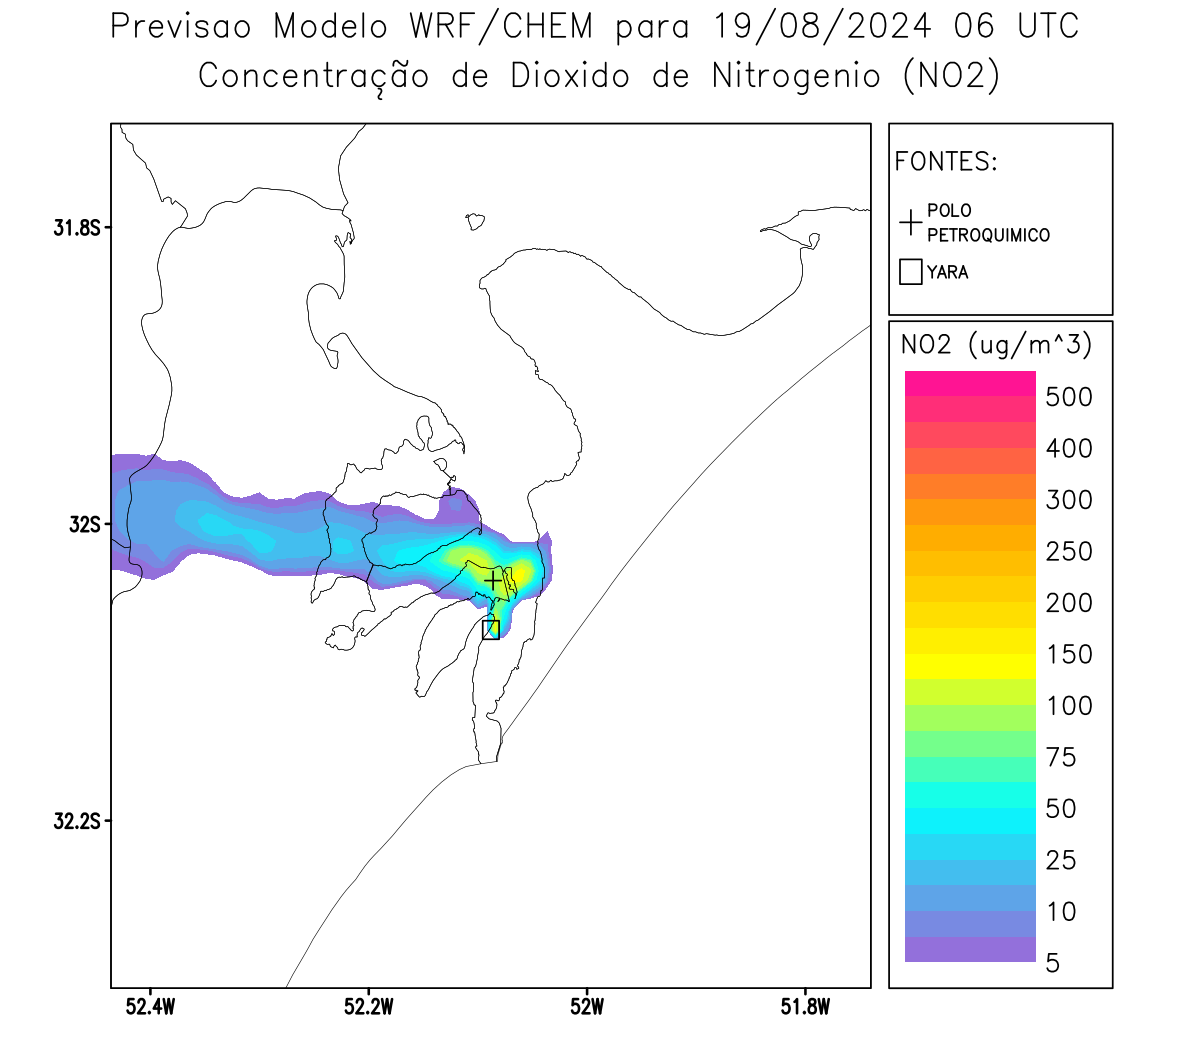 Previsao Modelo WRF/CHEM para 19/08/2024 06 UTC
Concentração de Dioxido de Nitrogenio (NO2)
FONTES:
POLO
PETROQUIMICO
YARA
31.8S
32S
32.2S
52.4W
52.2W
52W
51.8W
NO2 (ug/m^3)
500
400
300
250
200
150
100
75
50
25
10
5